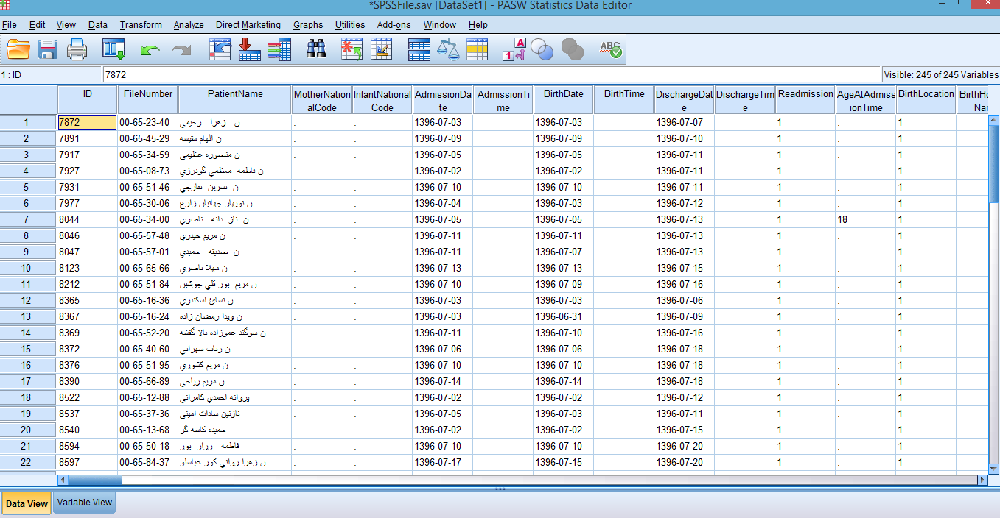 *SPSSFile.sav [DataSet1] - PASW Statistics Data Editor
File Edit View Data Transform Analyze Direct Marketing Graphs Utilities Add-ons Window Help
1 : ID 7872 Visible: 245 of 245 Variables
ID FileNumber PatientName MotherNationalCode InfantNationalCode AdmissionDate AdmissionTime BirthDate BirthTime DischargeDate DischargeTime Readmission AgeAtAdmissionTime BirthLocation BirthHo Nar
1 7872 00-65-23-40 ن زهرا رحيمي . . 1396-07-03 1396-07-03 1396-07-07 1 . 1
2 7891 00-65-45-29 ن الهام مقيسه . . 1396-07-09 1396-07-09 1396-07-10 1 . 1
3 7917 00-65-34-59 ن منصوره عظيمي . . 1396-07-05 1396-07-05 1396-07-11 1 . 1
4 7927 00-65-08-73 ن فاطمه معظمي گودرزي . . 1396-07-02 1396-07-02 1396-07-11 1 . 1
5 7931 00-65-51-46 ن نسرين نقارچي . . 1396-07-10 1396-07-10 1396-07-11 1 . 1
6 7977 00-65-30-06 ن نوبهار جهانيان زارع . . 1396-07-04 1396-07-03 1396-07-12 1 . 1
7 8044 00-65-34-00 ن ناز دانه ناصري . . 1396-07-05 1396-07-05 1396-07-13 1 18 1
8 8046 00-65-57-48 ن مريم حيدري . . 1396-07-11 1396-07-11 1396-07-13 1 . 1
9 8047 00-65-57-01 ن صديقه حميدي . . 1396-07-11 1396-07-07 1396-07-13 1 . 1
10 8123 00-65-65-66 ن مهلا ناصري . . 1396-07-13 1396-07-13 1396-07-15 1 . 1
11 8212 00-65-51-84 ن مريم پور قلي جوشين . . 1396-07-10 1396-07-09 1396-07-16 1 . 1
12 8365 00-65-16-36 ن نسائ اسكندري . . 1396-07-03 1396-07-03 1396-07-06 1 . 1
13 8367 00-65-16-24 ن ويدا رمضان زاده . . 1396-07-03 1396-06-31 1396-07-09 1 . 1
14 8369 00-65-52-20 ن سوگند عموزاده بالا گفشه . . 1396-07-11 1396-07-10 1396-07-16 1 . 1
15 8372 00-65-40-60 ن رباب سهرابي . . 1396-07-06 1396-07-06 1396-07-18 1 . 1
16 8376 00-65-51-95 ن مريم كشوري . . 1396-07-10 1396-07-10 1396-07-18 1 . 1
17 8390 00-65-66-89 ن مريم رياحي . . 1396-07-14 1396-07-14 1396-07-18 1 . 1
18 8522 00-65-12-88 پروانه احمدي كامراني . . 1396-07-02 1396-07-02 1396-07-12 1 . 1
19 8537 00-65-37-36 نازنين سادات اميني . . 1396-07-05 1396-07-03 1396-07-11 1 . 1
20 8540 00-65-13-68 حميده كاسه گر . . 1396-07-02 1396-07-02 1396-07-15 1 . 1
21 8594 00-65-50-18 فاطمه رزاز پور . . 1396-07-10 1396-07-10 1396-07-20 1 . 1
22 8597 00-65-84-37 ن زهرا رواني كور عباسلو . . 1396-07-17 1396-07-15 1396-07-20 1 . 1
Data View Variable View